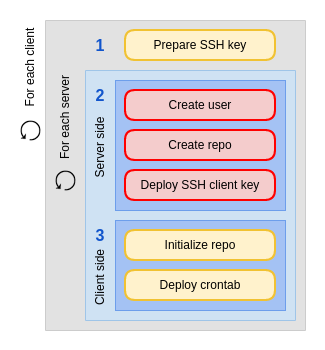 For each client
For each server
1
Prepare SSH key
2
Server side
Create user
Create repo
Deploy SSH client key
3
Client side
Initialize repo
Deploy crontab